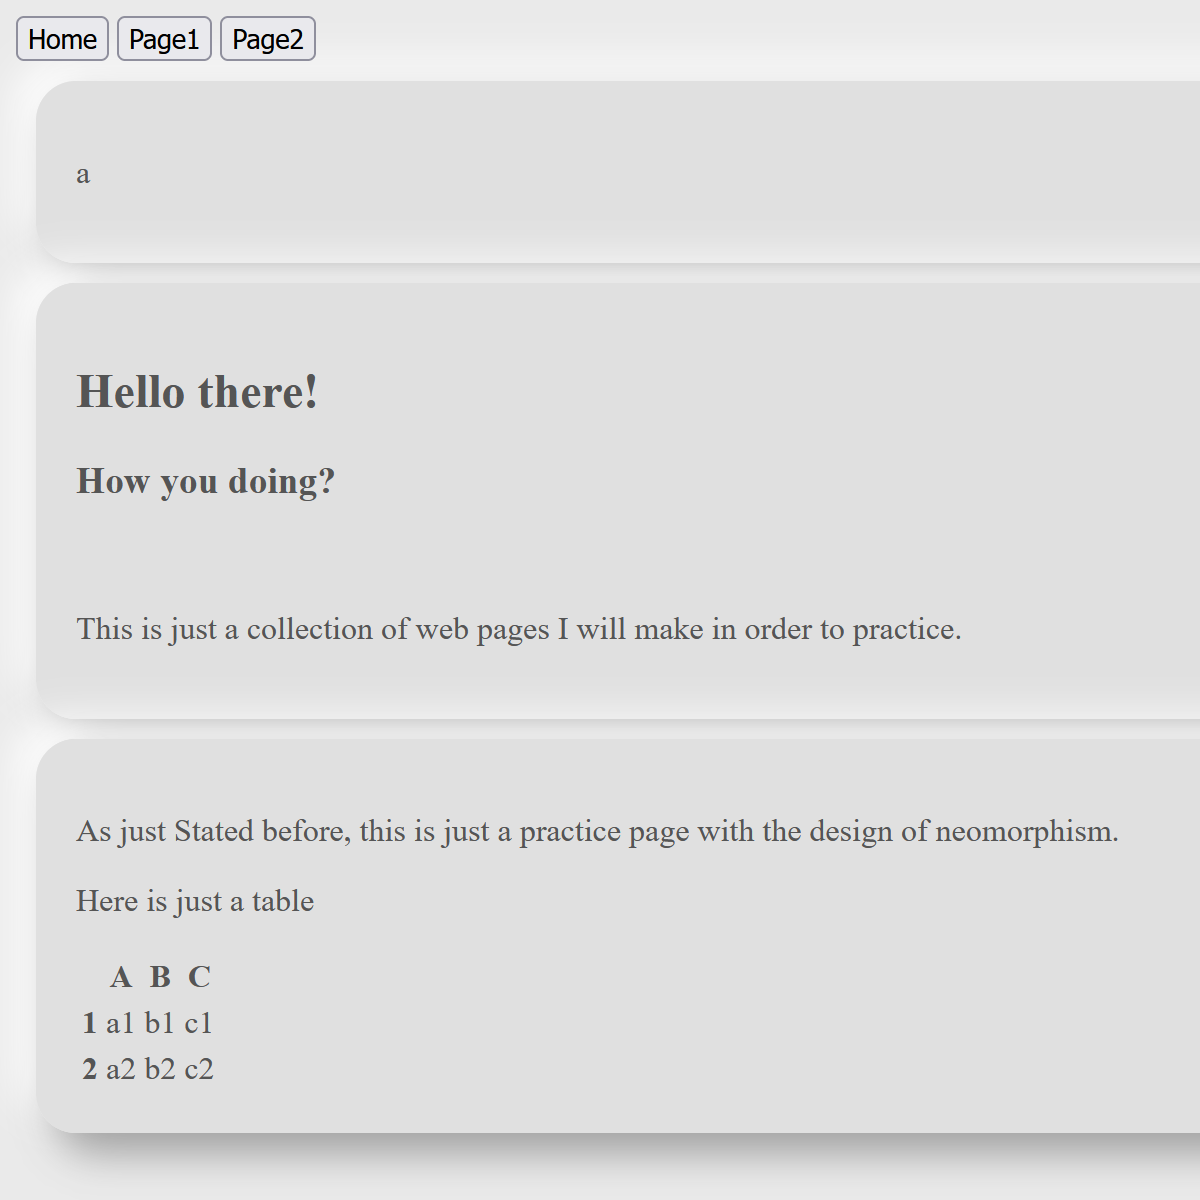 Home Page1 Page2
a
Hello there!
How you doing?
This is just a collection of web pages I will make in order to practice.
As just Stated before, this is just a practice page with the design of neomorphism.
Here is just a table
A B C
1 a1 b1 c1
2 a2 b2 c2